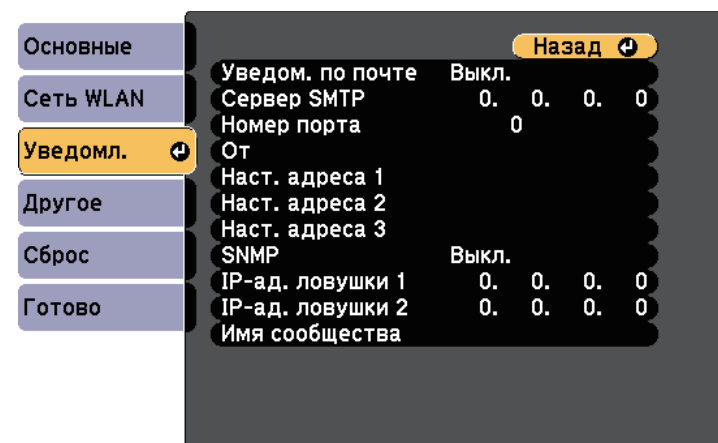 Основные
Сеть WLAN
Уведомл.
Другое
Сброс
Готово
Назад
Уведом. по почте Выкл.
Сервер SMTP 0. 0. 0. 0
Номер порта 0
От
Наст. адреса 1
Наст. адреса 2
Наст. адреса 3
SNMP Выкл.
IP-ад. ловушки 1 0. 0. 0. 0
IP-ад. ловушки 2 0. 0. 0. 0
Имя сообщества